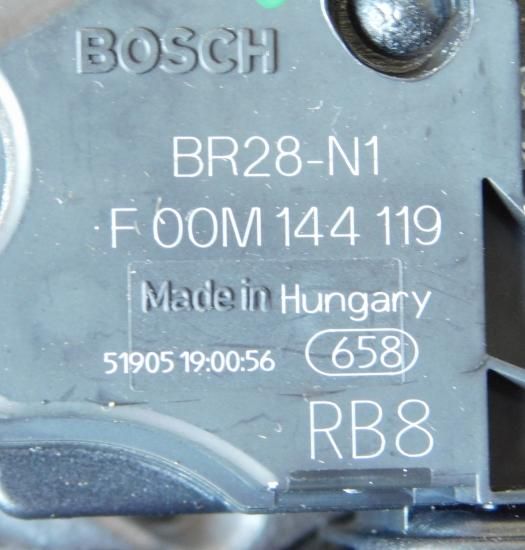 BOSCH
BR28-N1
F 00M 144 119
Made in Hungary
51905 19:00:56 658
RB8